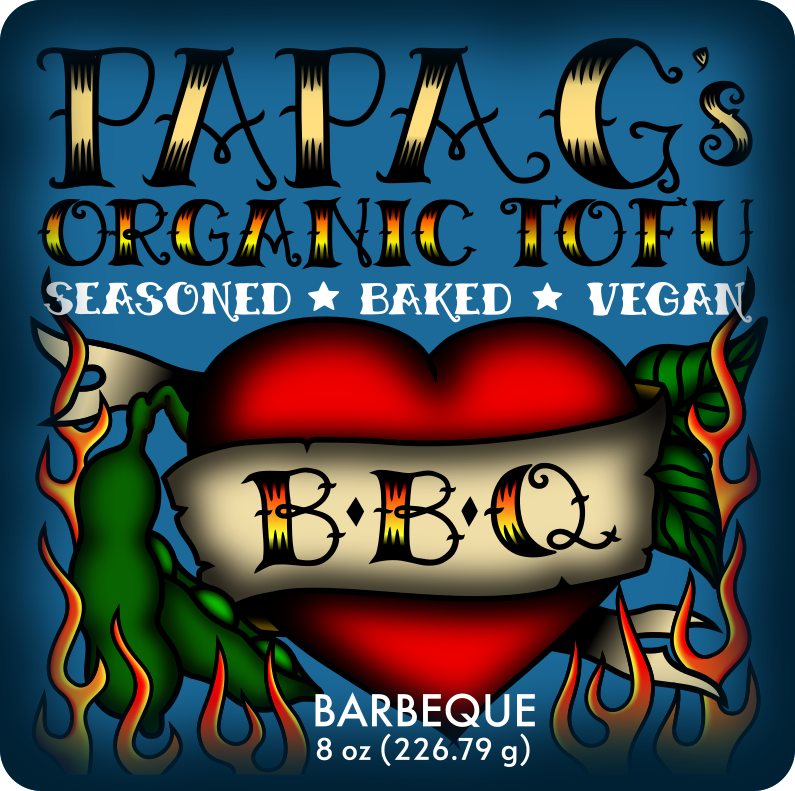 PAPA G's
ORGANIC TOFU
SEASONED ★ BAKED ★ VEGAN
B♦B♦Q
BARBEQUE
8 oz (226.79 g)